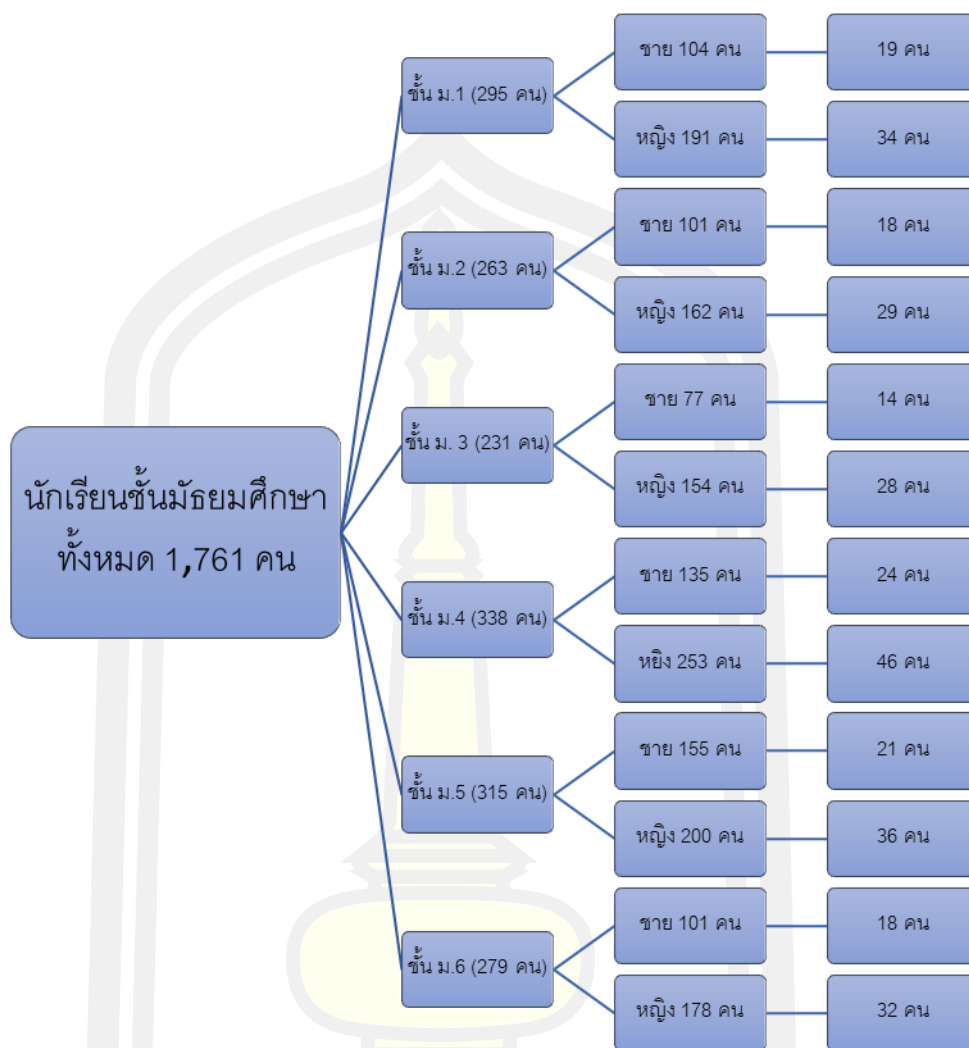 นักเรียนชั้นมัธยมศึกษา
ทั้งหมด 1,761 คน
ชั้น ม.1 (295 คน)
ชาย 104 คน
19 คน
หญิง 191 คน
34 คน
ชั้น ม.2 (263 คน)
ชาย 101 คน
18 คน
หญิง 162 คน
29 คน
ชั้น ม. 3 (231 คน)
ชาย 77 คน
14 คน
หญิง 154 คน
28 คน
ชั้น ม.4 (338 คน)
ชาย 135 คน
24 คน
หยิง 253 คน
46 คน
ชั้น ม.5 (315 คน)
ชาย 155 คน
21 คน
หญิง 200 คน
36 คน
ชั้น ม.6 (279 คน)
ชาย 101 คน
18 คน
หญิง 178 คน
32 คน